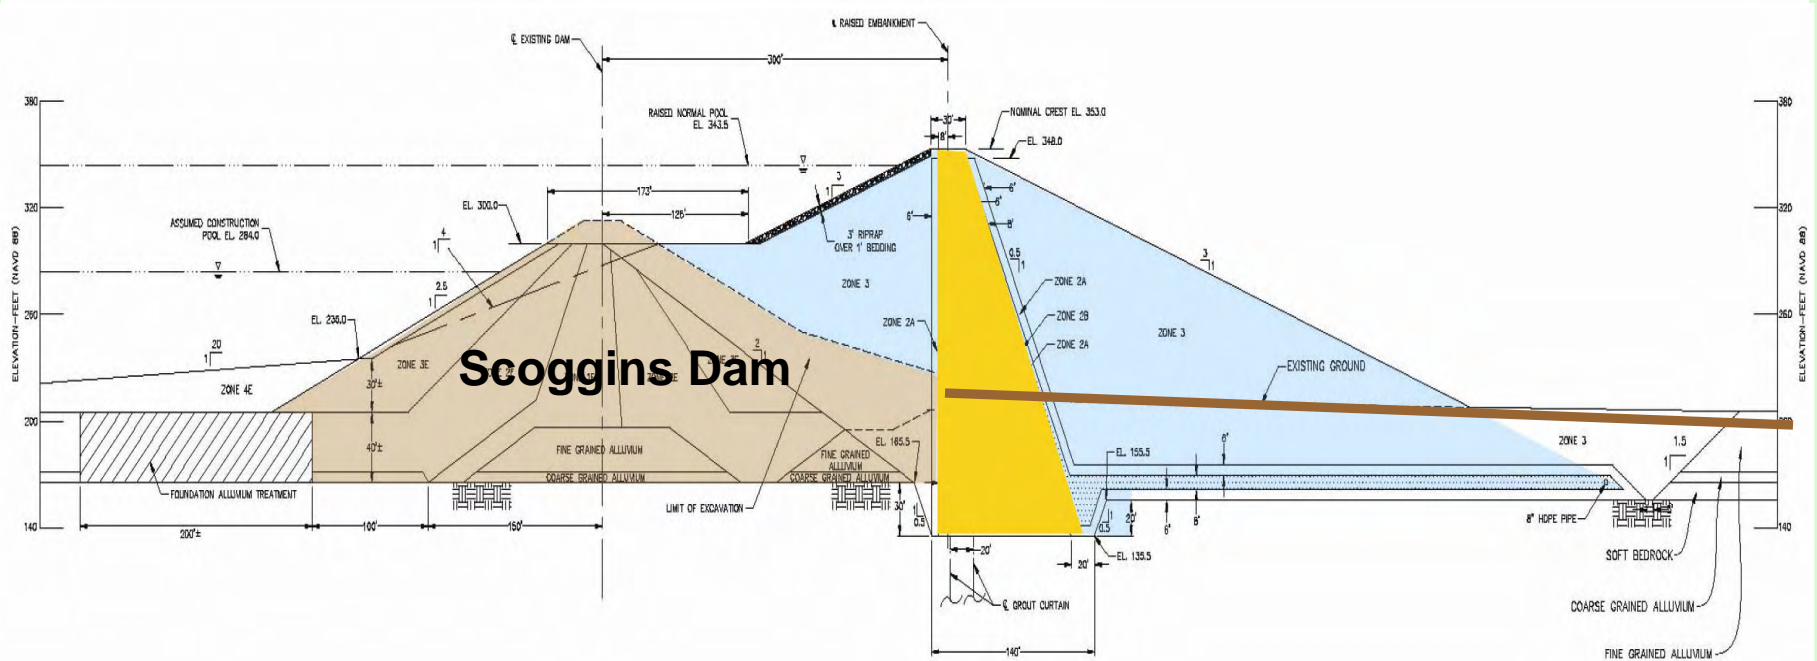 ℄ RAISED EMBANKMENT
℄ EXISTING DAM
300'
380
380
RAISED NORMAL POOL
EL. 343.5
30'
8'
NOMINAL CREST EL. 353.0
EL. 348.0
3
1
173'
126'
6'
6'
6'
8'
320
320
EL. 300.0
ASSUMED CONSTRUCTION
POOL EL. 284.0
4
1
3' RIPRAP
OVER 1' BEDDING
0.5
1
3
1
2.5
1
ZONE 3
ZONE 2A
ELEVATION-FEET (NAVD 88)
ELEVATION-FEET (NAVD 88)
260
260
EL. 236.0
ZONE 2A
ZONE 2B
ZONE 3
ZONE 2A
20
1
2
1
ZONE 3E
Scoggins Dam
EXISTING GROUND
ZONE 4E
30'±
200
40'±
EL. 165.5
ZONE 3
1.5
1
FINE GRAINED ALLUVIUM
FINE GRAINED
ALLUVIUM
EL. 155.5
6'
COARSE GRAINED ALLUVIUM
COARSE GRAINED ALLUVIUM
FOUNDATION ALLUVIUM TREATMENT
LIMIT OF EXCAVATION
30'
1
0.5
0.5
1
20'
6'
8'
8" HDPE PIPE
140
140
200'±
100'
150'
20'
20'
EL. 135.5
SOFT BEDROCK
℄ GROUT CURTAIN
COARSE GRAINED ALLUVIUM
140'
FINE GRAINED ALLUVIUM